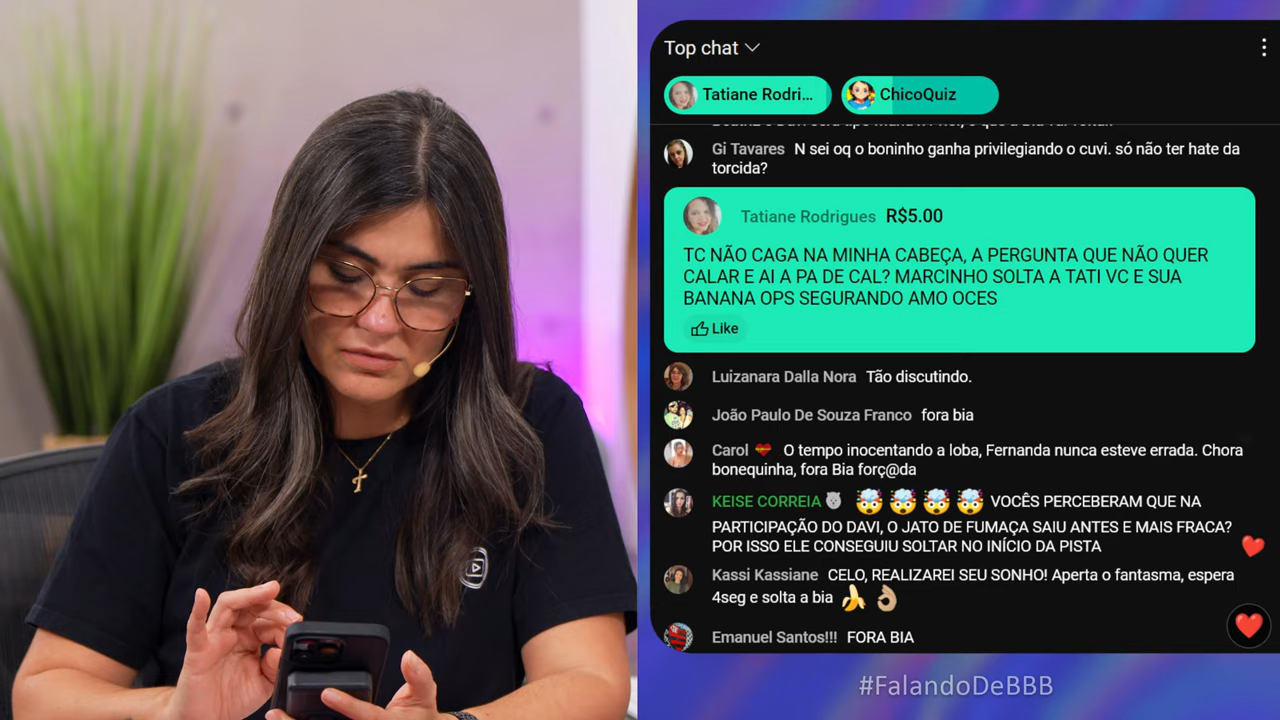 Top chat
Tatiane Rodri...
ChicoQuiz
Gi Tavares N sei oq o boninho ganha privilegiando o cuvi. só não ter hate da
torcida?
Tatiane Rodrigues R$5.00
TC NÃO CAGA NA MINHA CABEÇA, A PERGUNTA QUE NÃO QUER
CALAR E AI A PA DE CAL? MARCINHO SOLTA A TATI VC E SUA
BANANA OPS SEGURANDO AMO OCES
Like
Luizanara Dalla Nora Tão discutindo.
João Paulo De Souza Franco fora bia
Carol O tempo inocentando a loba, Fernanda nunca esteve errada. Chora
bonequinha, fora Bia forç@da
KEISE CORREIA 🤯🤯🤯🤯 VOCÊS PERCEBERAM QUE NA
PARTICIPAÇÃO DO DAVI, O JATO DE FUMAÇA SAIU ANTES E MAIS FRACA?
POR ISSO ELE CONSEGUIU SOLTAR NO INÍCIO DA PISTA
Kassi Kassiane CELO, REALIZAREI SEU SONHO! Aperta o fantasma, espera
4seg e solta a bia 🍌👌🏼
Emanuel Santos!!! FORA BIA
#FalandoDeBBB